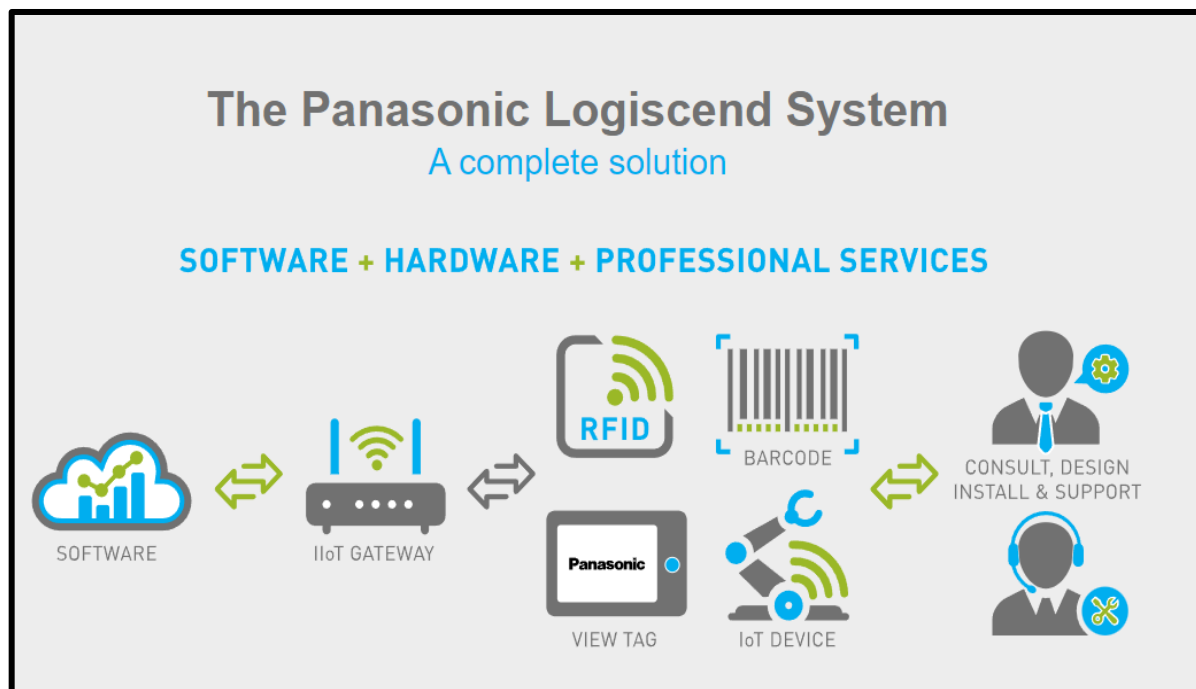 The Panasonic Logiscend System
A complete solution
SOFTWARE + HARDWARE + PROFESSIONAL SERVICES
RFID
BARCODE
CONSULT, DESIGN
INSTALL & SUPPORT
SOFTWARE
IIoT GATEWAY
Panasonic
VIEW TAG
IoT DEVICE